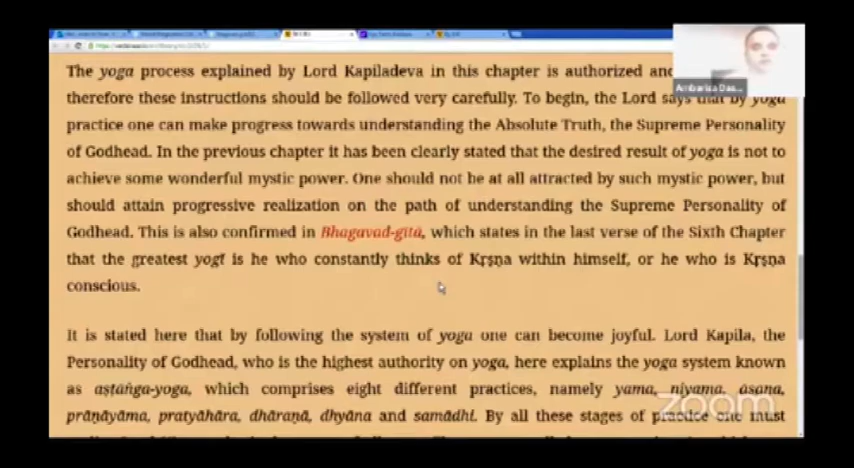 The yoga process explained by Lord Kapiladeva in this chapter is authorized
Ambarisa Das...
therefore these instructions should be followed very carefully. To begin, the Lord says that by yoga
practice one can make progress towards understanding the Absolute Truth, the Supreme Personality
of Godhead. In the previous chapter it has been clearly stated that the desired result of yoga is not to
achieve some wonderful mystic power. One should not be at all attracted by such mystic power, but
should attain progressive realization on the path of understanding the Supreme Personality of
Godhead. This is also confirmed in Bhagavad-gītā, which states in the last verse of the Sixth Chapter
that the greatest yogī is he who constantly thinks of Kṛṣṇa within himself, or he who is Kṛṣṇa
conscious.
It is stated here that by following the system of yoga one can become joyful. Lord Kapila, the
Personality of Godhead, who is the highest authority on yoga, here explains the yoga system known
as aṣṭāṅga-yoga, which comprises eight different practices, namely yama, niyama, āsana,
zoom
prāṇāyāma, pratyāhāra, dhāraṇā, dhyāna and samādhi. By all these stages of practice one must